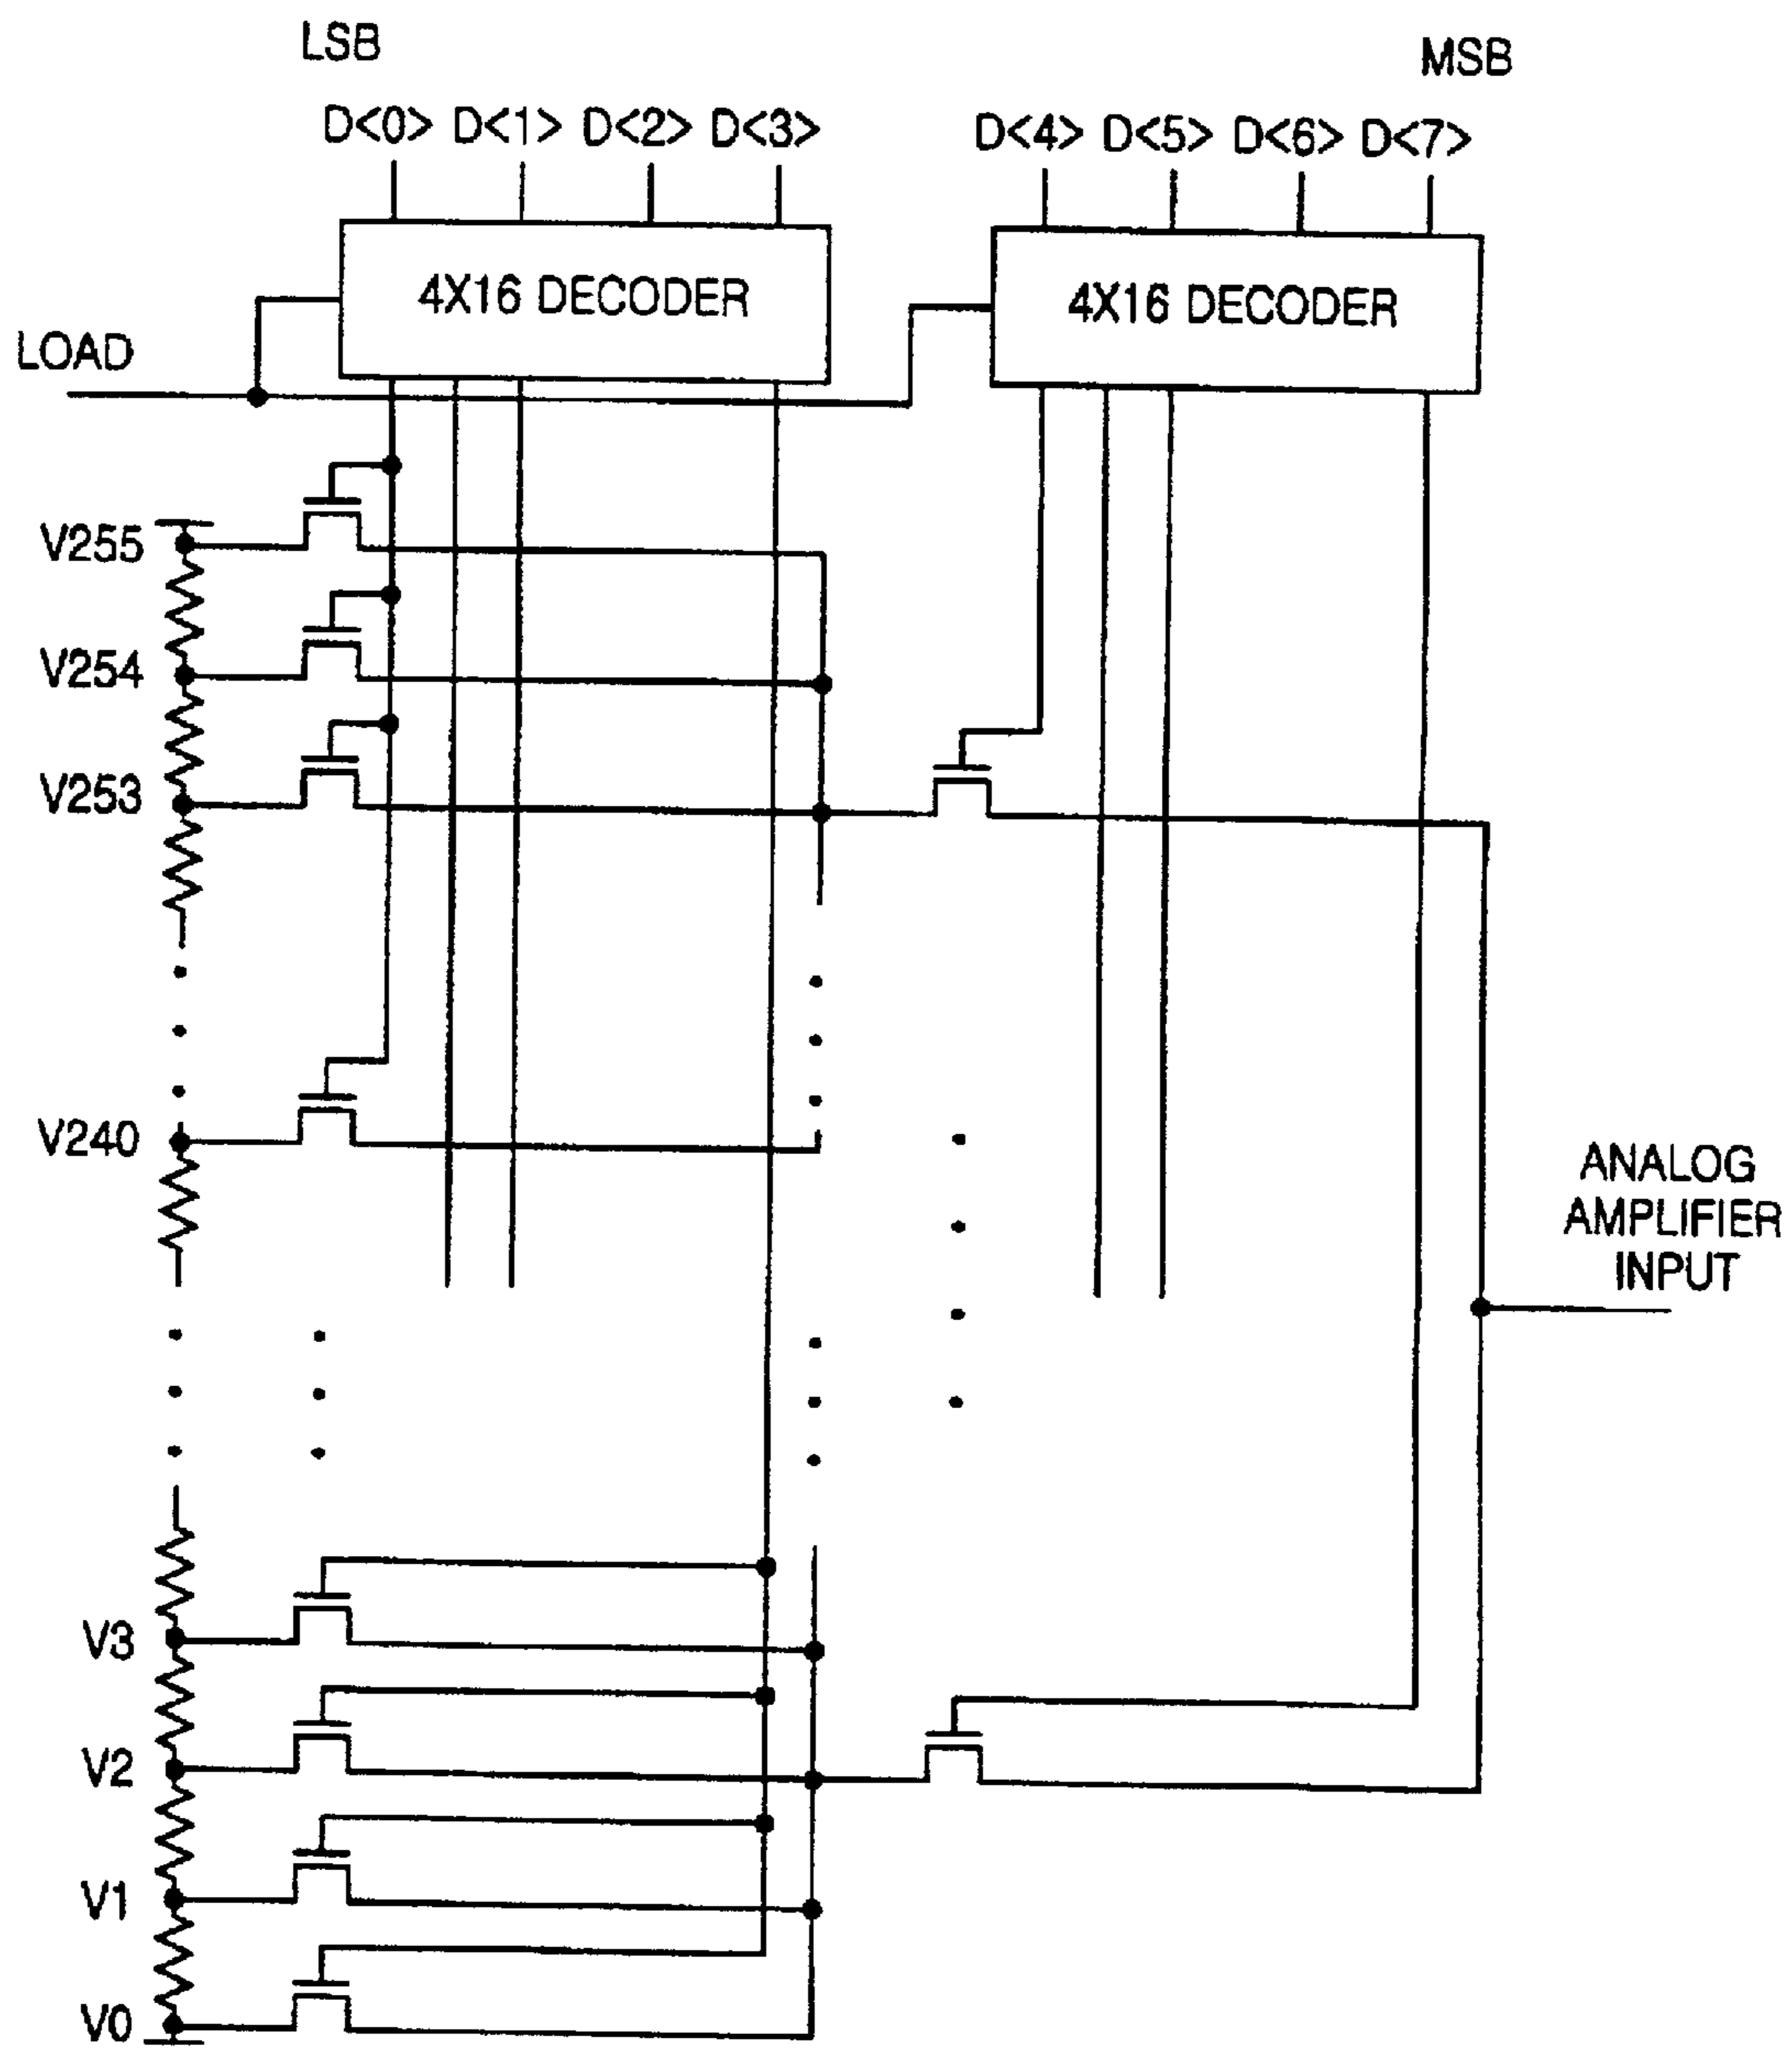 LSB
MSB
D<0> D<1> D<2> D<3>
D<4> D<5> D<6> D<7>
4X16 DECODER
4X16 DECODER
LOAD
V255
V254
V253
V240
ANALOG
AMPLIFIER
INPUT
V3
V2
V1
V0